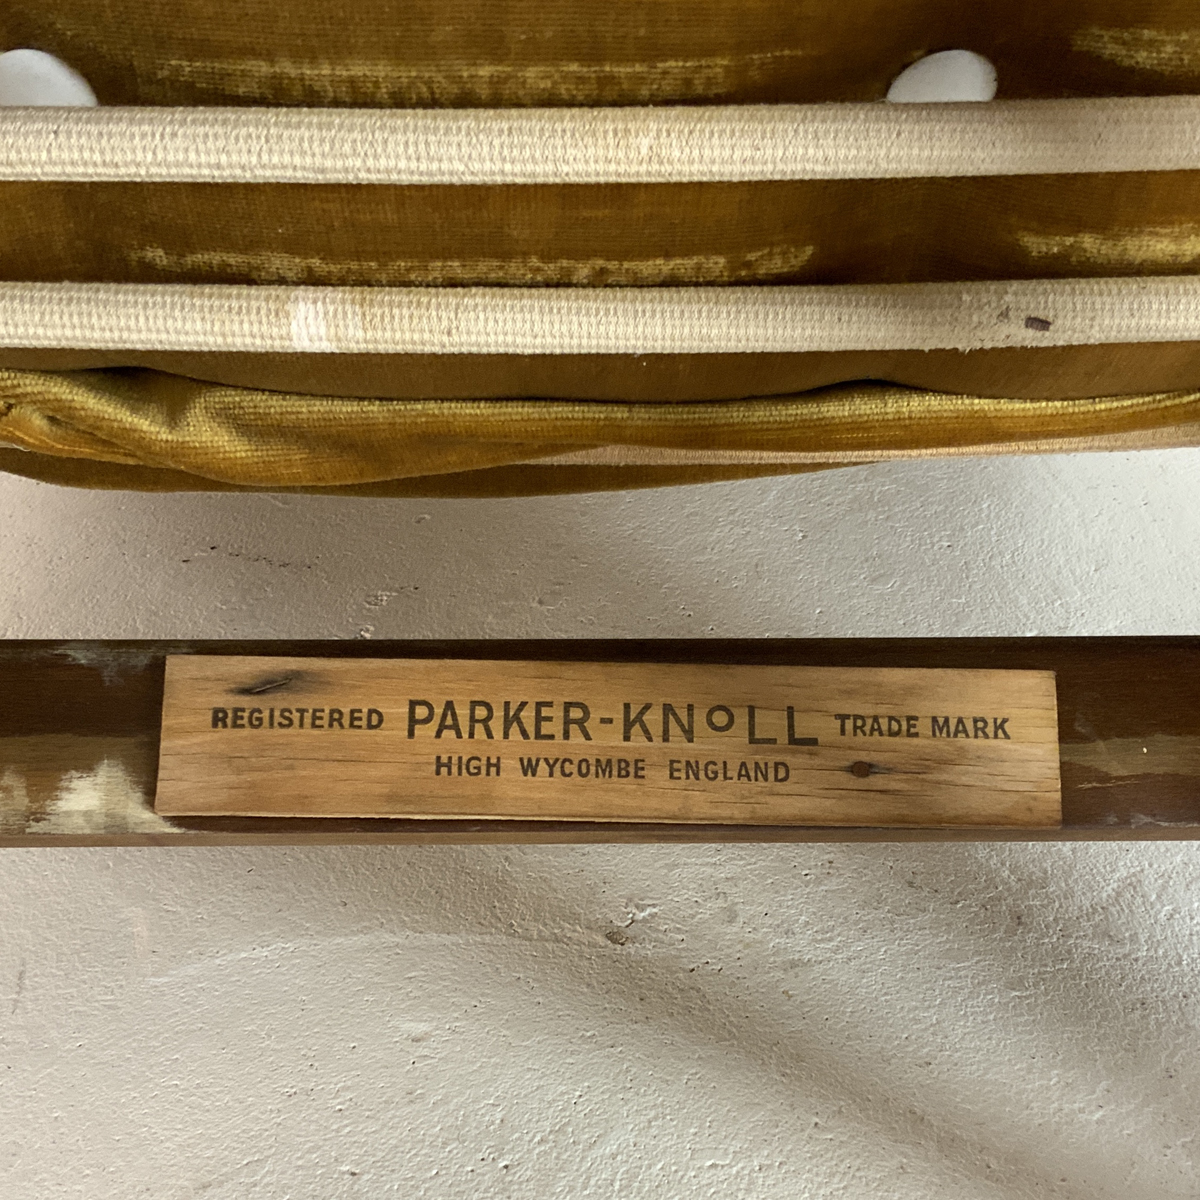 REGISTERED PARKER-KNOLL TRADE MARK
HIGH WYCOMBE ENGLAND